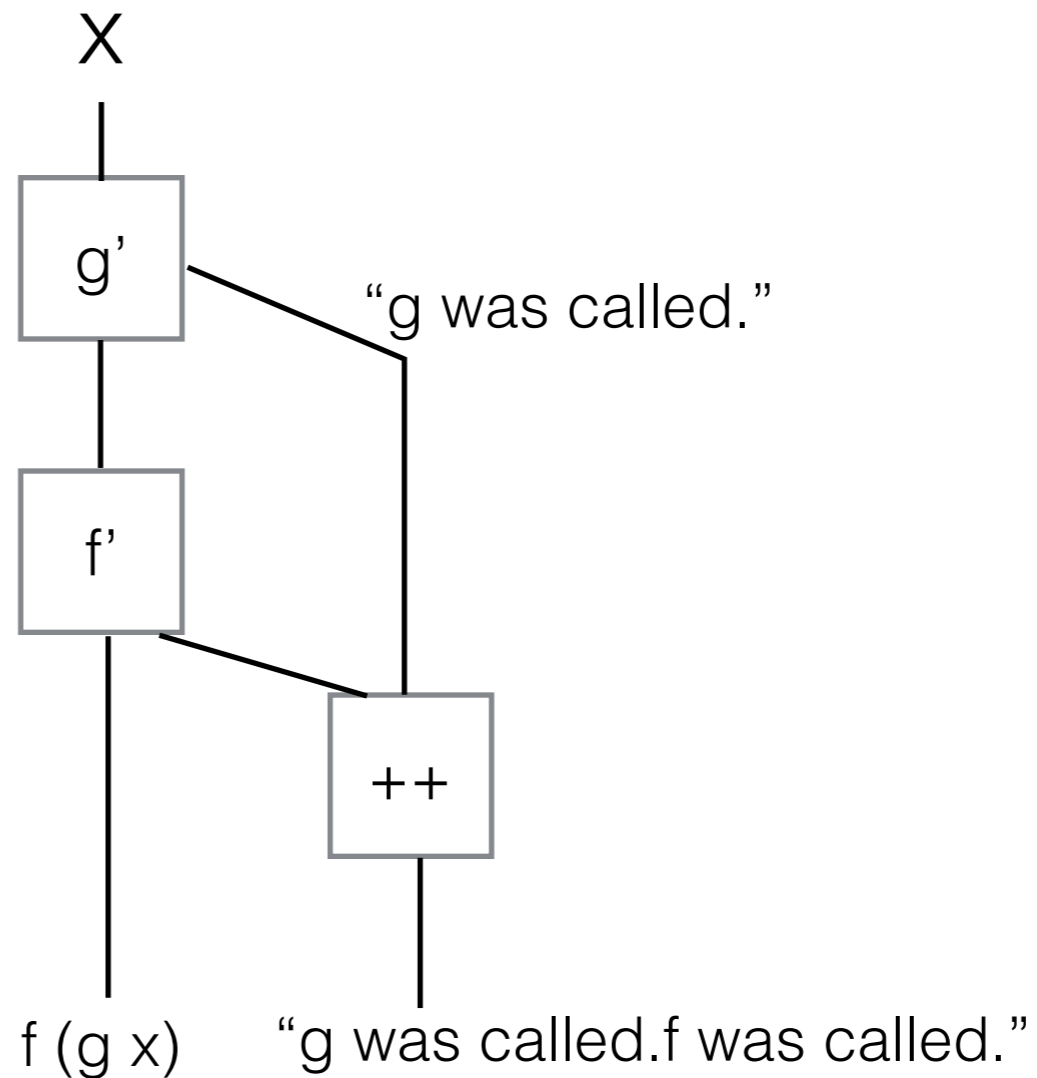 X
g’
“g was called.”
f’
++
f (g x)
“g was called.f was called.”